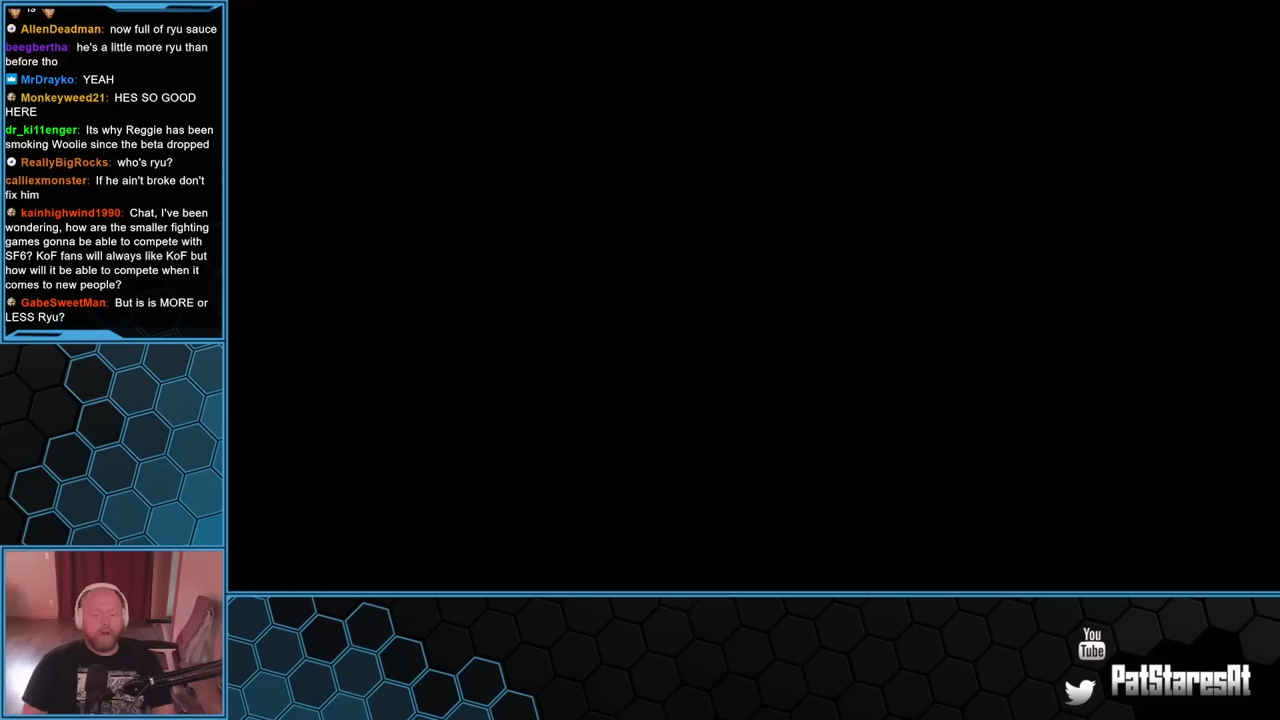 is
AllenDeadman: now full of ryu sauce
beegbertha: he's a little more ryu than
before tho
MrDrayko: YEAH
Monkeyweed21: HES SO GOOD
HERE
dr_ki11enger: Its why Reggie has been
smoking Woolie since the beta dropped
ReallyBigRocks: who's ryu?
calliexmonster: If he ain't broke don't
fix him
kainhighwind1990: Chat, I've been
wondering, how are the smaller fighting
games gonna be able to compete with
SF6? KoF fans will always like KoF but
how will it be able to compete when it
comes to new people?
GabeSweetMan: But is is MORE or
LESS Ryu?
You
Tube
PatStaresAt